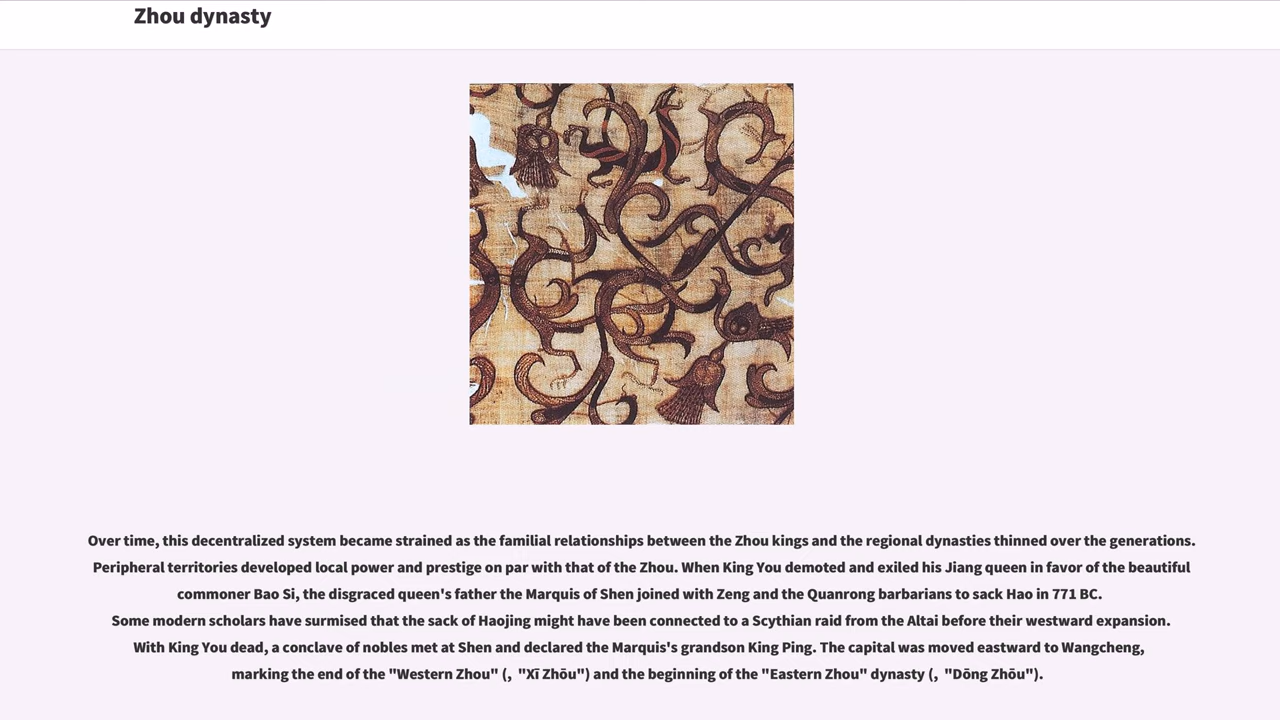 Zhou dynasty
Over time, this decentralized system became strained as the familial relationships between the Zhou kings and the regional dynasties thinned over the generations.
Peripheral territories developed local power and prestige on par with that of the Zhou. When King You demoted and exiled his Jiang queen in favor of the beautiful
commoner Bao Si, the disgraced queen's father the Marquis of Shen joined with Zeng and the Quanrong barbarians to sack Hao in 771 BC.
Some modern scholars have surmised that the sack of Haojing might have been connected to a Scythian raid from the Altai before their westward expansion.
With King You dead, a conclave of nobles met at Shen and declared the Marquis's grandson King Ping. The capital was moved eastward to Wangcheng,
marking the end of the "Western Zhou" (, "Xī Zhōu") and the beginning of the "Eastern Zhou" dynasty (, "Dōng Zhōu").